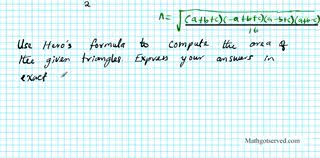 2
A = √((a+b+c)(-a+b+c)(a-b+c)(a+b-c)/16)
Use Hero's formula to compute the area of
the given triangles. Express your answers in
exact
Mathgotserved.com